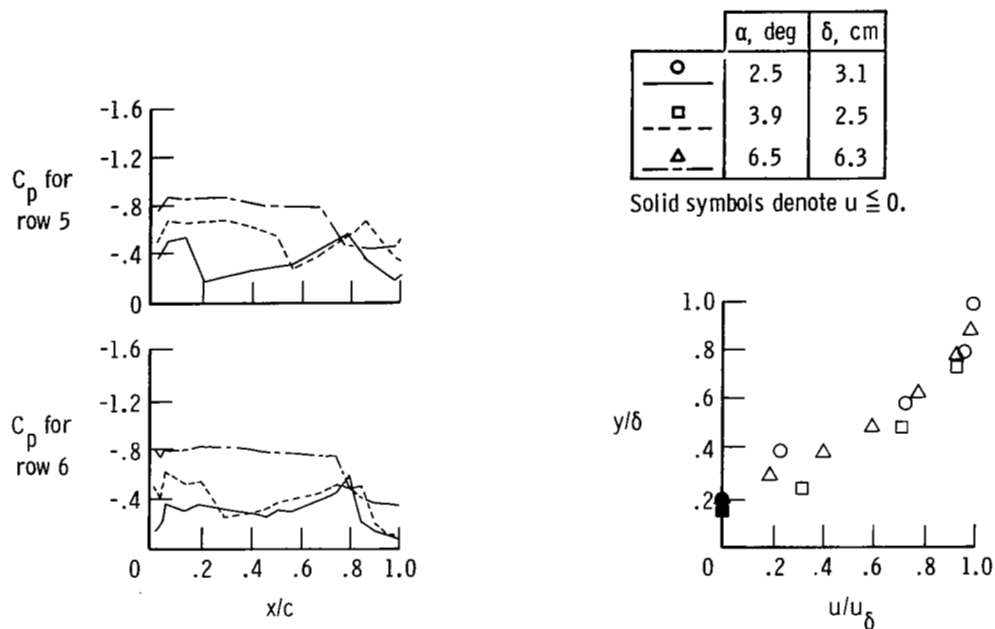 α, deg δ, cm
2.5 3.1
3.9 2.5
6.5 6.3
Solid symbols denote u ≦ 0.
-1.6
-1.2
-.8
-.4
0
Cp for
row 5
-1.6
-1.2
-.8
-.4
Cp for
row 6
0 .2 .4 .6 .8 1.0
x/c
1.0
.8
.6
.4
.2
y/δ
0 .2 .4 .6 .8 1.0
u/uδ